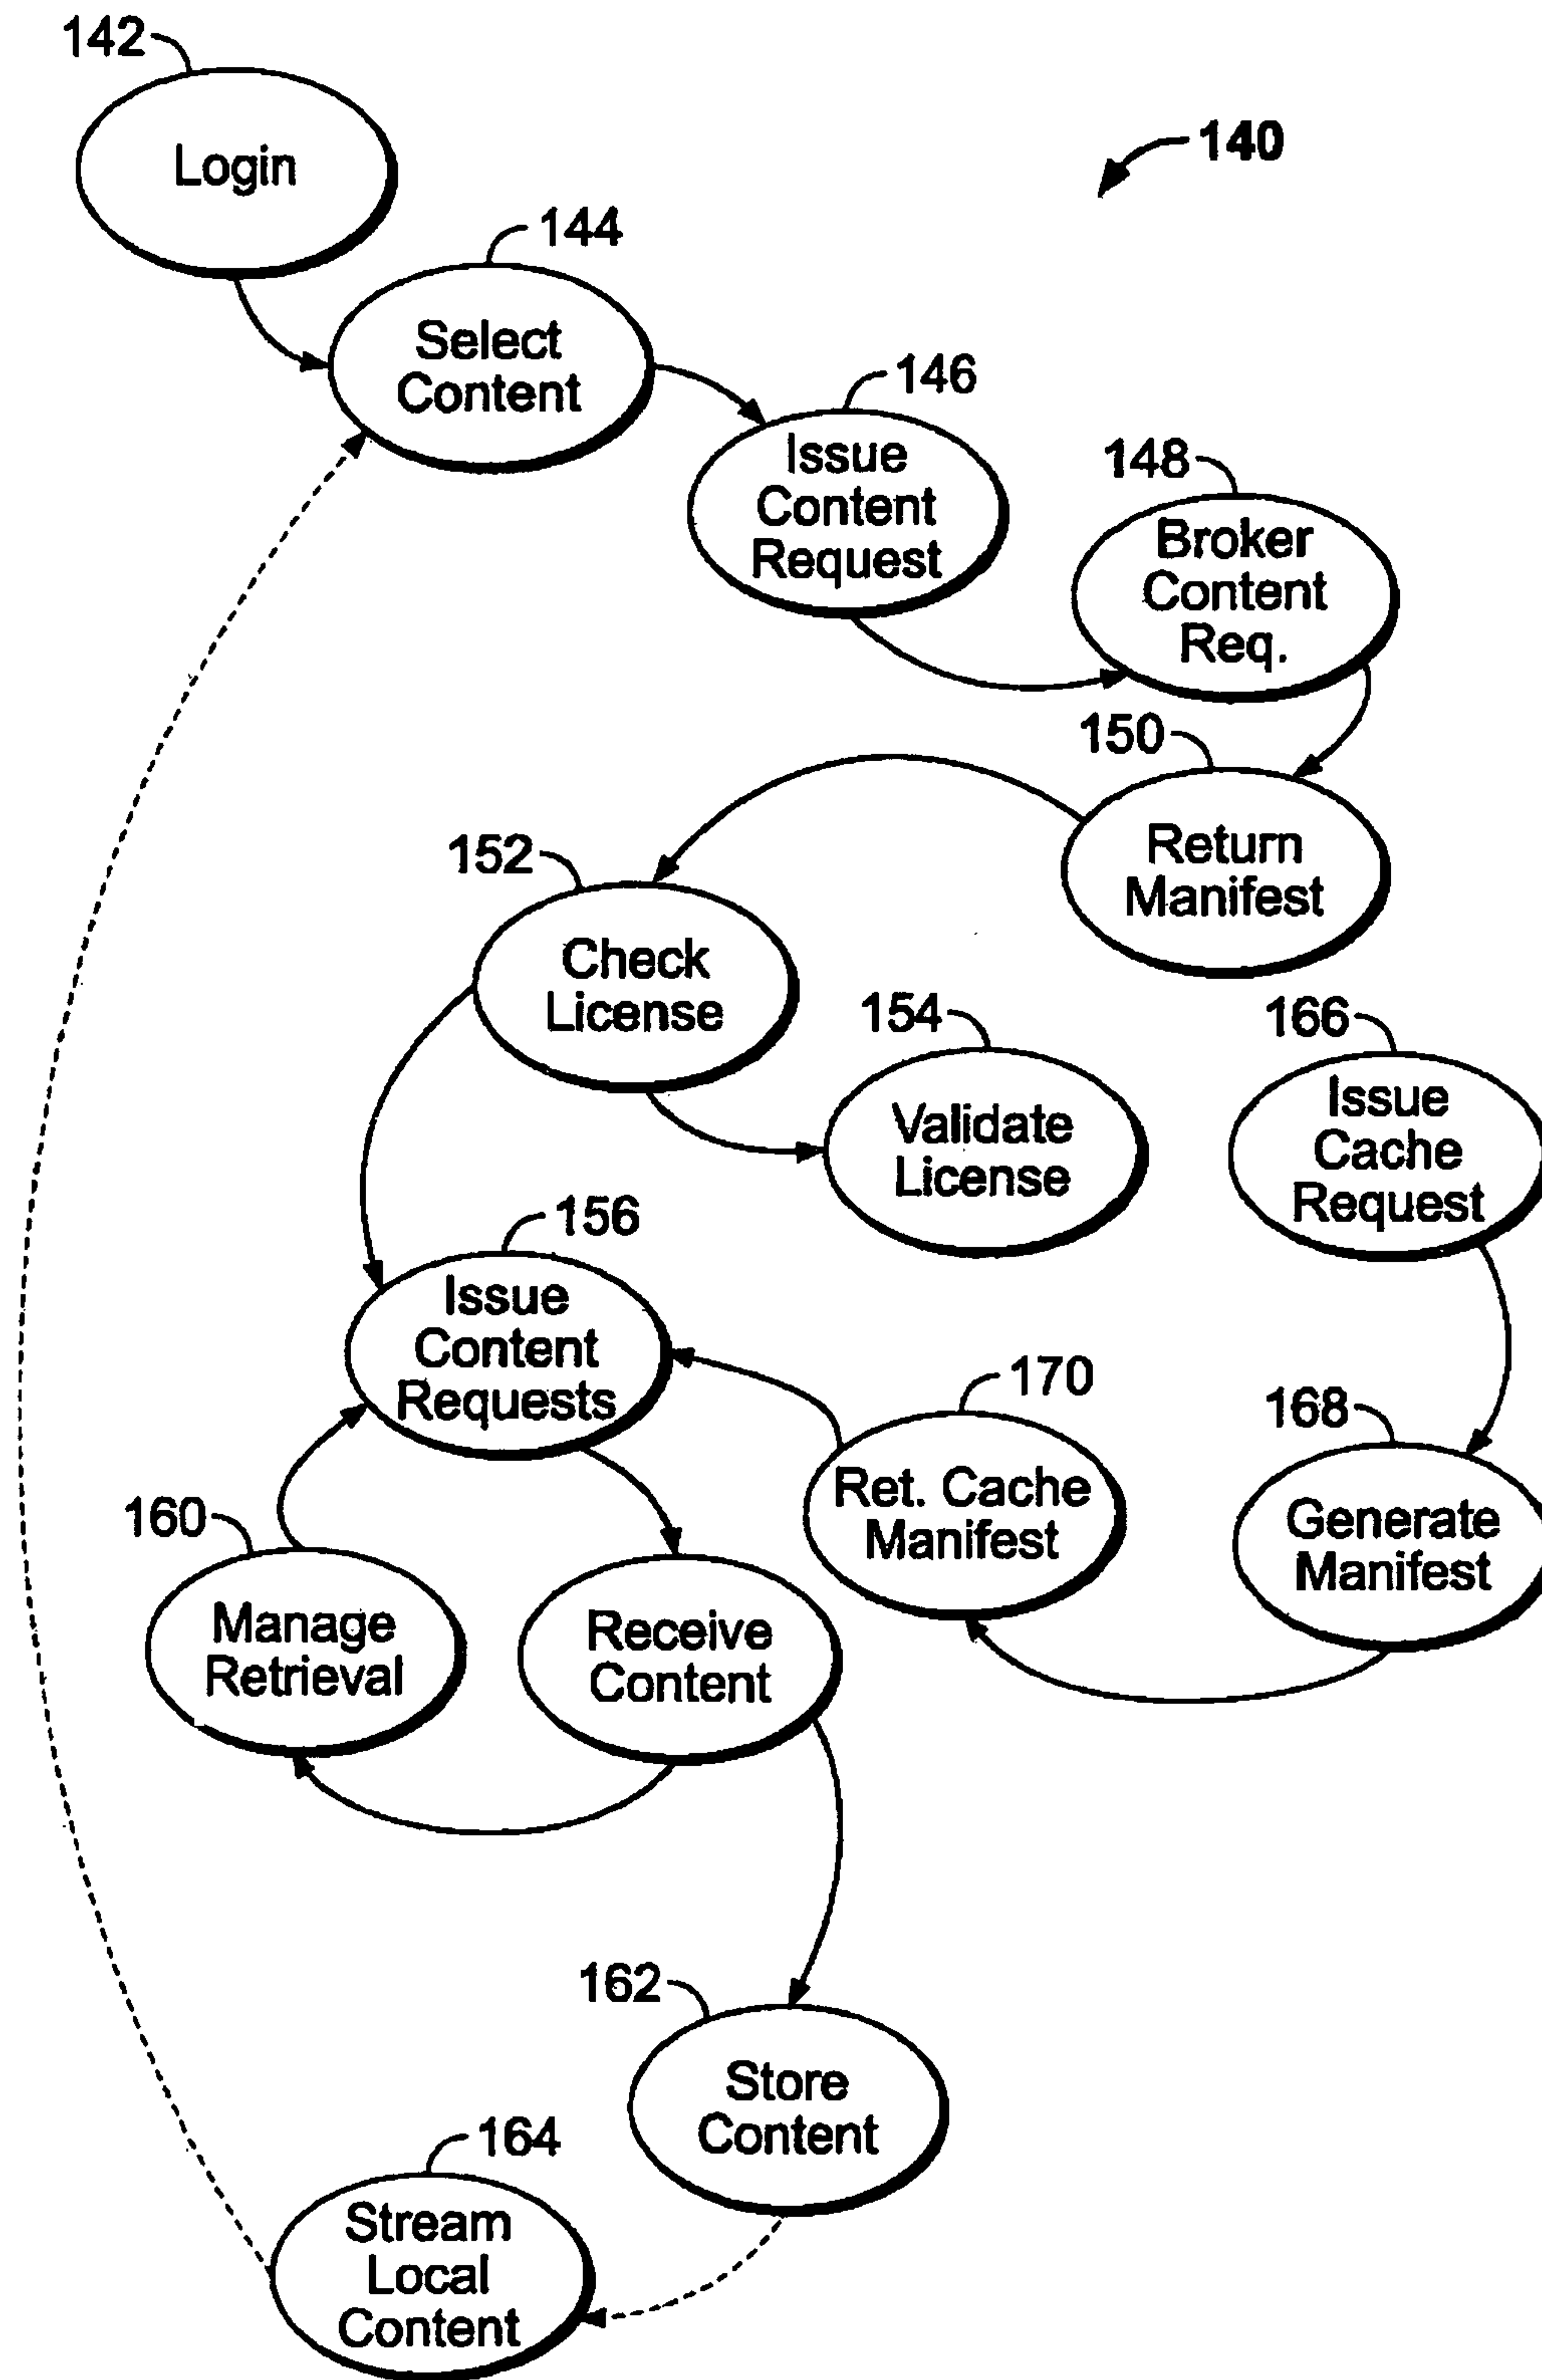 142
Login
140
144
Select
Content
146
Issue
Content
Request
148
Broker
Content
Req.
150
Return
Manifest
152
Check
License
154
Validate
License
166
Issue
Cache
Request
156
Issue
Content
Requests
170
Ret. Cache
Manifest
168
Generate
Manifest
160
Manage
Retrieval
Receive
Content
162
Store
Content
164
Stream
Local
Content